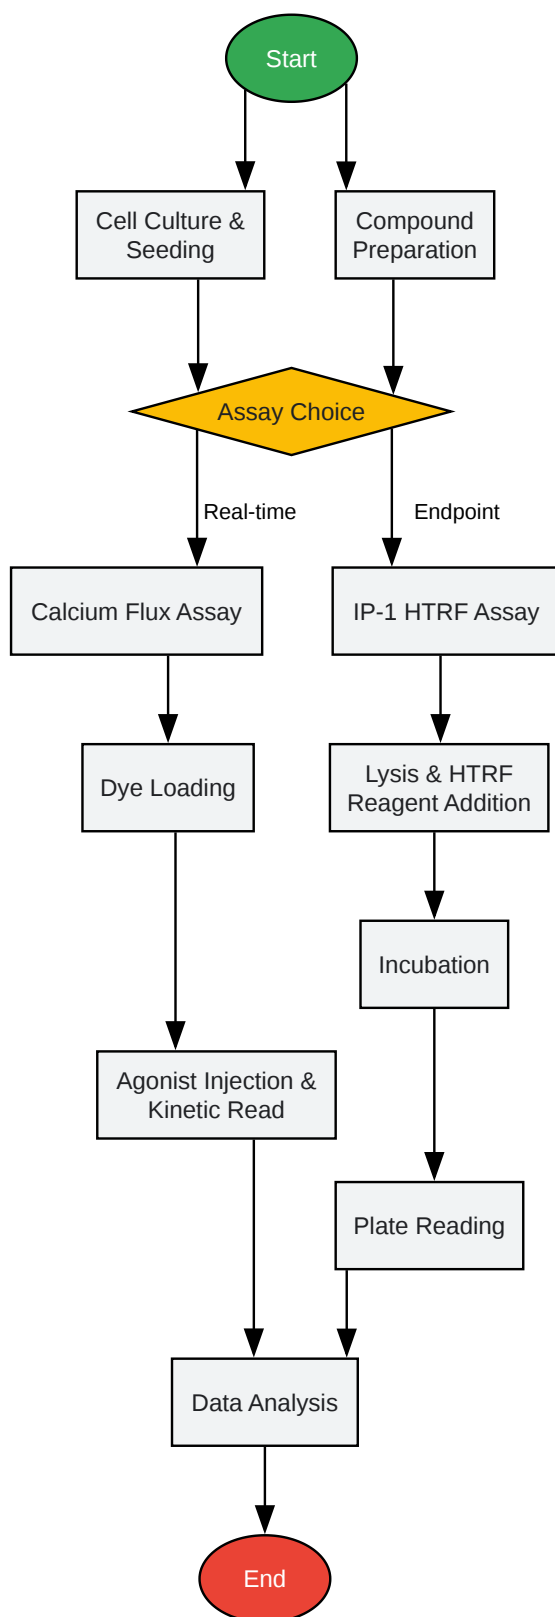 Start
Cell Culture &
Seeding
Compound
Preparation
Assay Choice
Real-time
Endpoint
Calcium Flux Assay
IP-1 HTRF Assay
Dye Loading
Lysis & HTRF
Reagent Addition
Incubation
Agonist Injection &
Kinetic Read
Plate Reading
Data Analysis
End